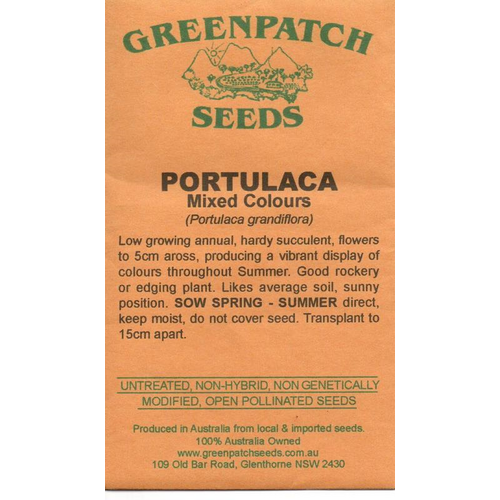 GREENPATCH
SEEDS
PORTULACA
Mixed Colours
(Portulaca grandiflora)
Low growing annual, hardy succulent, flowers
to 5cm aross, producing a vibrant display of
colours throughout Summer. Good rockery
or edging plant. Likes average soil, sunny
position. SOW SPRING - SUMMER direct,
keep moist, do not cover seed. Transplant to
15cm apart.
UNTREATED, NON-HYBRID, NON GENETICALLY
MODIFIED, OPEN POLLINATED SEEDS
Produced in Australia from local & imported seeds.
100% Australia Owned
www.greenpatchseeds.com.au
109 Old Bar Road, Glenthorne NSW 2430